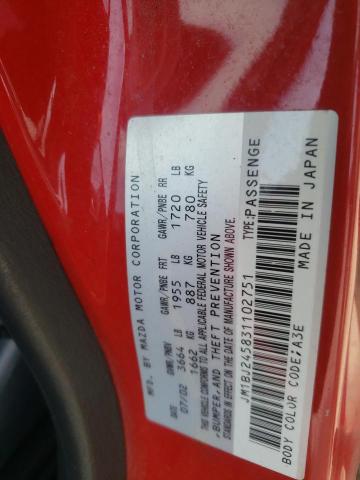 MFD. BY MAZDA MOTOR CORPORATION
DATE GAWR/PNBE FRT GAWR/PNBE RR
07/02 3664 LB 1955 LB 1720 LB
1662 KG 887 KG 780 KG
THIS VEHICLE CONFORMS TO ALL APPLICABLE FEDERAL MOTOR VEHICLE SAFETY
*BUMPER,AND THEFT PREVENTION
STANDARDS IN EFFECT ON THE DATE OF MANUFACTURE SHOWN ABOVE.
JM1BJ245831102751 TYPE:PASSENGE
BODY COLOR CODE:A3E MADE IN JAPAN